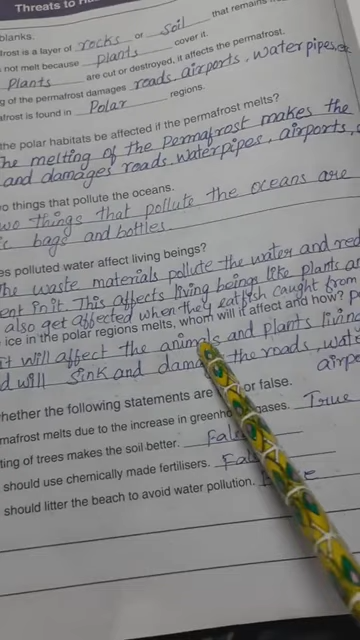 Threats to
blanks.
frost is a layer of rocks or soil that remains
not melt because plants cover it.
Plants are cut or destroyed, it affects the permafrost.
g of the permafrost damages roads, airports, water pipes, etc
frost is found in Polar regions.
the polar habitats be affected if the permafrost melts?
The melting of the permafrost makes the
and damages roads, waterpipes, airports,
o things that pollute the oceans.
two things that pollute the oceans are
bags and bottles.
es polluted water affect living beings?
The waste materials pollute the water and red
ent in it. This affects living beings like plants an
also get affected when they eat fish caught from
ice in the polar regions melts, whom will it affect and how?
it will affect the animals and plants living
d will sink and damage the roads, wat
airpo
hether the following statements are or false.
mafrost melts due to the increase in greenho gases. True
ting of trees makes the soil better. Fals
should use chemically made fertilisers. Fal
should litter the beach to avoid water pollution.